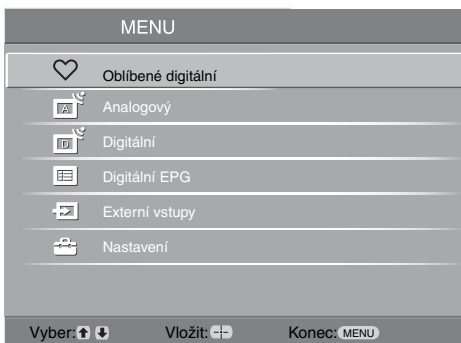 MENU
Oblíbené digitální
A Analogový
D Digitální
Digitální EPG
Externí vstupy
Nastavení
Vyber: Vložit: Konec: MENU